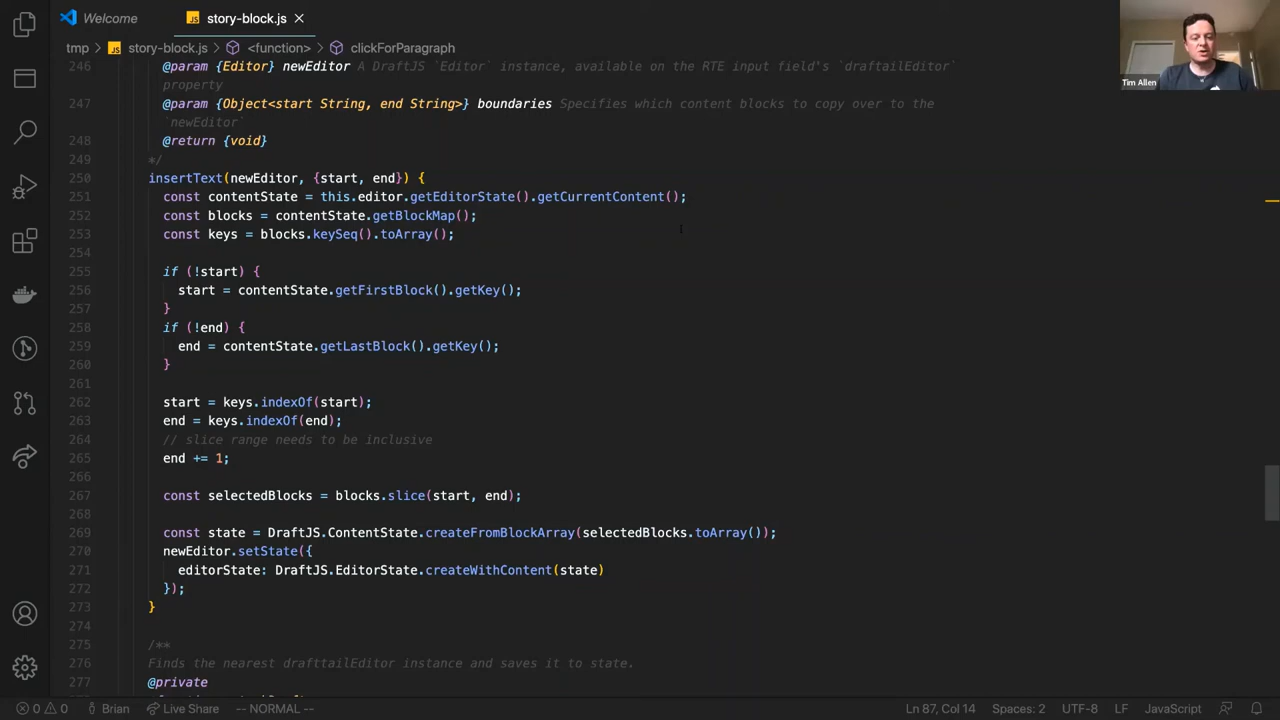 Welcome
JS story-block.js ×
tmp > JS story-block.js > <function> > clickForParagraph
246 @param {Editor} newEditor A DraftJS `Editor` instance, available on the RTE input field's `draftailEditor`
property
247 @param {Object<start String, end String>} boundaries Specifies which content blocks to copy over to the
`newEditor`
248 @return {void}
249 */
250 insertText(newEditor, {start, end}) {
251 const contentState = this.editor.getEditorState().getCurrentContent();
252 const blocks = contentState.getBlockMap();
253 const keys = blocks.keySeq().toArray();
254
255 if (!start) {
256 start = contentState.getFirstBlock().getKey();
257 }
258 if (!end) {
259 end = contentState.getLastBlock().getKey();
260 }
261
262 start = keys.indexOf(start);
263 end = keys.indexOf(end);
264 // slice range needs to be inclusive
265 end += 1;
266
267 const selectedBlocks = blocks.slice(start, end);
268
269 const state = DraftJS.ContentState.createFromBlockArray(selectedBlocks.toArray());
270 newEditor.setState({
271 editorState: DraftJS.EditorState.createWithContent(state)
272 });
273 }
274
275 /**
276 Finds the nearest drafttailEditor instance and saves it to state.
277 @private
Tim Allen
0 0 Brian Live Share -- NORMAL -- Ln 87, Col 14 Spaces: 2 UTF-8 LF JavaScript